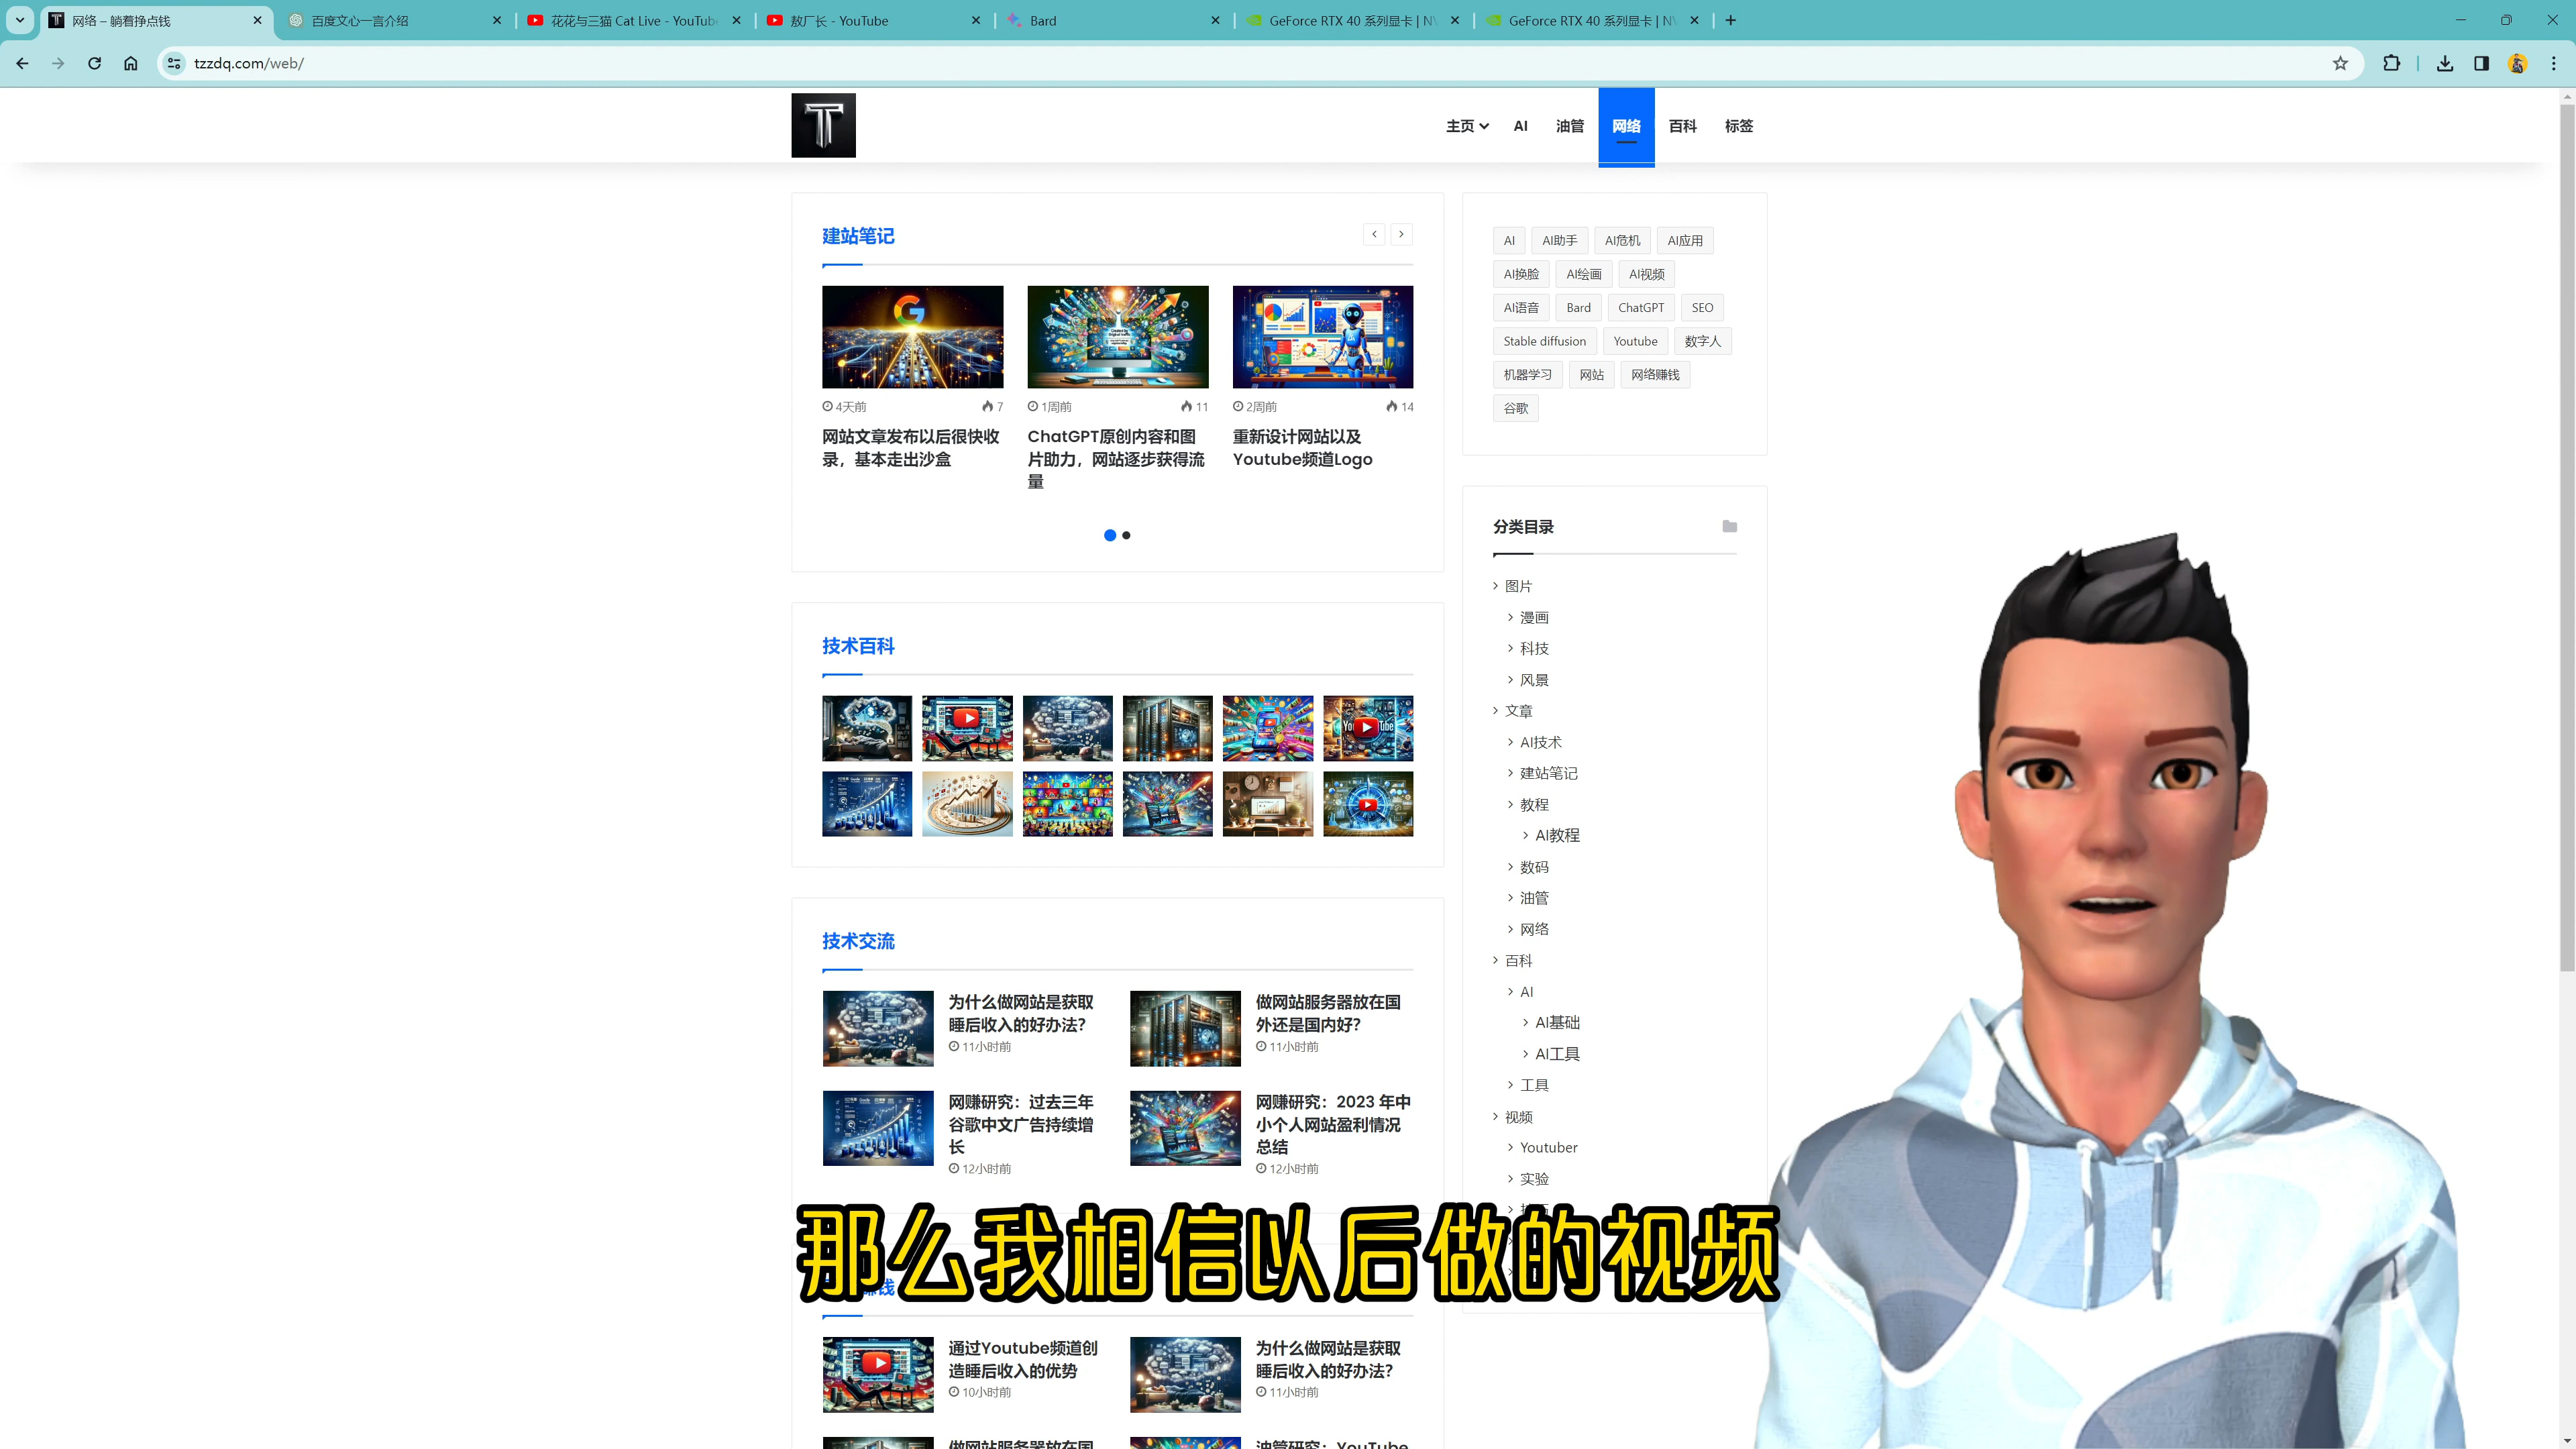 网络 – 躺着挣点钱
百度文心一言介绍
花花与三猫 Cat Live - YouTube
敖厂长 - YouTube
Bard
GeForce RTX 40 系列显卡 | NV
GeForce RTX 40 系列显卡 | NV
tzzdq.com/web/
主页
AI
油管
网络
百科
标签
建站笔记
4天前
7
网站文章发布以后很快收
录，基本走出沙盒
1周前
11
ChatGPT原创内容和图
片助力，网站逐步获得流
量
2周前
14
重新设计网站以及
Youtube频道Logo
技术百科
技术交流
为什么做网站是获取
睡后收入的好办法？
11小时前
做网站服务器放在国
外还是国内好？
11小时前
网赚研究：过去三年
谷歌中文广告持续增
长
12小时前
网赚研究：2023 年中
小个人网站盈利情况
总结
12小时前
那么我相信以后做的视频
通过Youtube频道创
造睡后收入的优势
10小时前
为什么做网站是获取
睡后收入的好办法？
11小时前
做网站服务器放在国
油管研究：YouTube
AI
AI助手
AI危机
AI应用
AI换脸
AI绘画
AI视频
AI语音
Bard
ChatGPT
SEO
Stable diffusion
Youtube
数字人
机器学习
网站
网络赚钱
谷歌
分类目录
图片
漫画
科技
风景
文章
AI技术
建站笔记
教程
AI教程
数码
油管
网络
百科
AI
AI基础
AI工具
工具
视频
Youtuber
实验